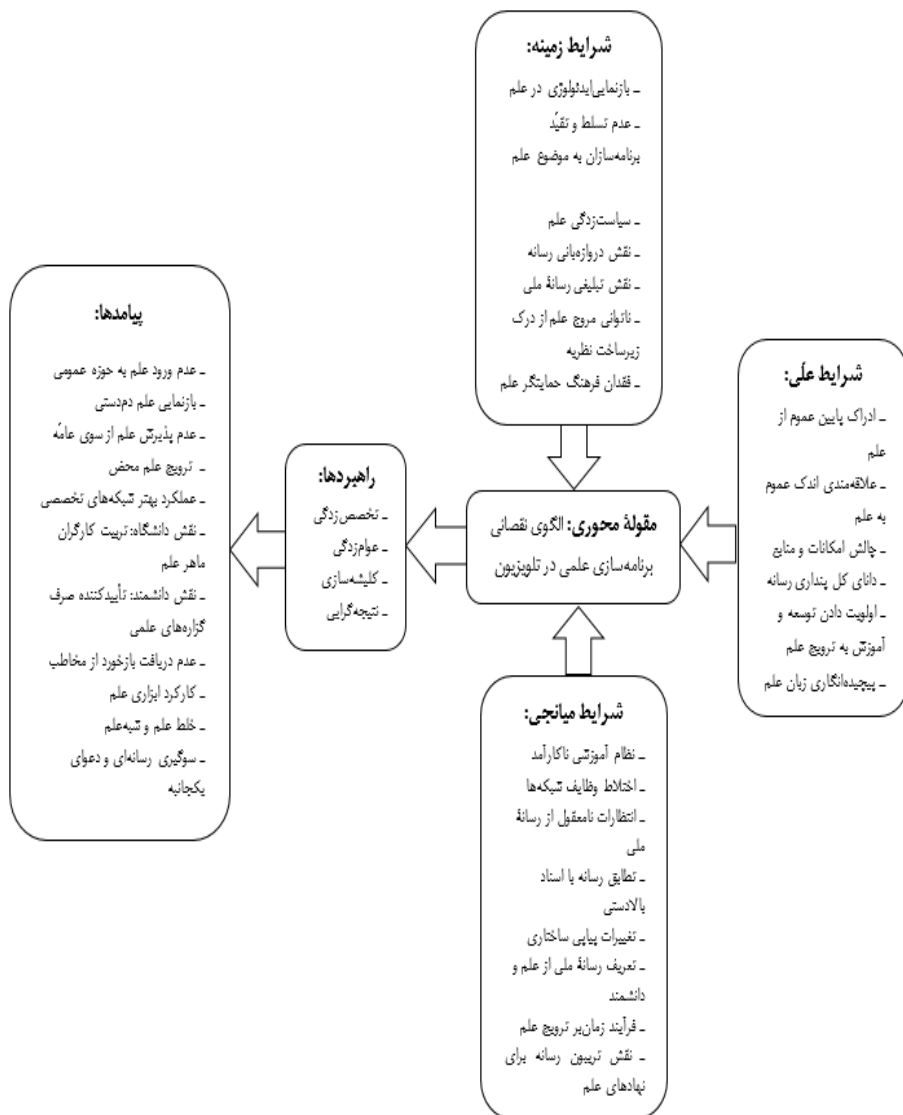 شرایط زمینه:
ـ بازنمایی‌ایدئولوژی در علم
ـ عدم تسلط و تقیّد
برنامه‌سازان به موضوع علم
ـ سیاست‌زدگی علم
ـ نقش دروازه‌بانی رسانه
ـ نقش تبلیغی رسانهٔ ملی
ـ ناتوانی مروج علم از درک
زیرساخت نظریه
ـ فقدان فرهنگ حمایتگر علم
شرایط علّی:
ـ ادراک پایین عموم از
علم
ـ علاقه‌مندی اندک عموم
به علم
ـ چالش امکانات و منابع
ـ دانای کل پنداری رسانه
ـ اولویت دادن توسعه و
آموزش به ترویج علم
ـ پیچیده‌انگاری زبان علم
مقولهٔ محوری: الگوی نقصانی
برنامه‌سازی علمی در تلویزیون
شرایط میانجی:
ـ نظام آموزشی ناکارآمد
ـ اختلاط وظایف شبکه‌ها
ـ انتظارات نامعقول از رسانهٔ
ملی
ـ تطابق رسانه با اسناد
بالادستی
ـ تغییرات پیاپی ساختاری
ـ تعریف رسانهٔ ملی از علم و
دانشمند
ـ فرآیند زمان‌بر ترویج علم
ـ نقش تریبون رسانه برای
نهادهای علم
راهبردها:
ـ تخصص‌زدگی
ـ عوام‌زدگی
ـ کلیشه‌سازی
ـ نتیجه‌گرایی
پیامدها:
ـ عدم ورود علم به حوزه عمومی
ـ بازنمایی علم دم‌دستی
ـ عدم پذیرش علم از سوی عامّه
ـ ترویج علم محض
ـ عملکرد بهتر شبکه‌های تخصصی
ـ نقش دانشگاه: تربیت کارگران
ماهر علم
ـ نقش دانشمند: تأییدکننده صرف
گزاره‌های علمی
ـ عدم دریافت بازخورد از مخاطب
ـ کارکرد ابزاری علم
ـ خلط علم و شبه‌علم
ـ سوگیری رسانه‌ای و دعوای
یکجانبه